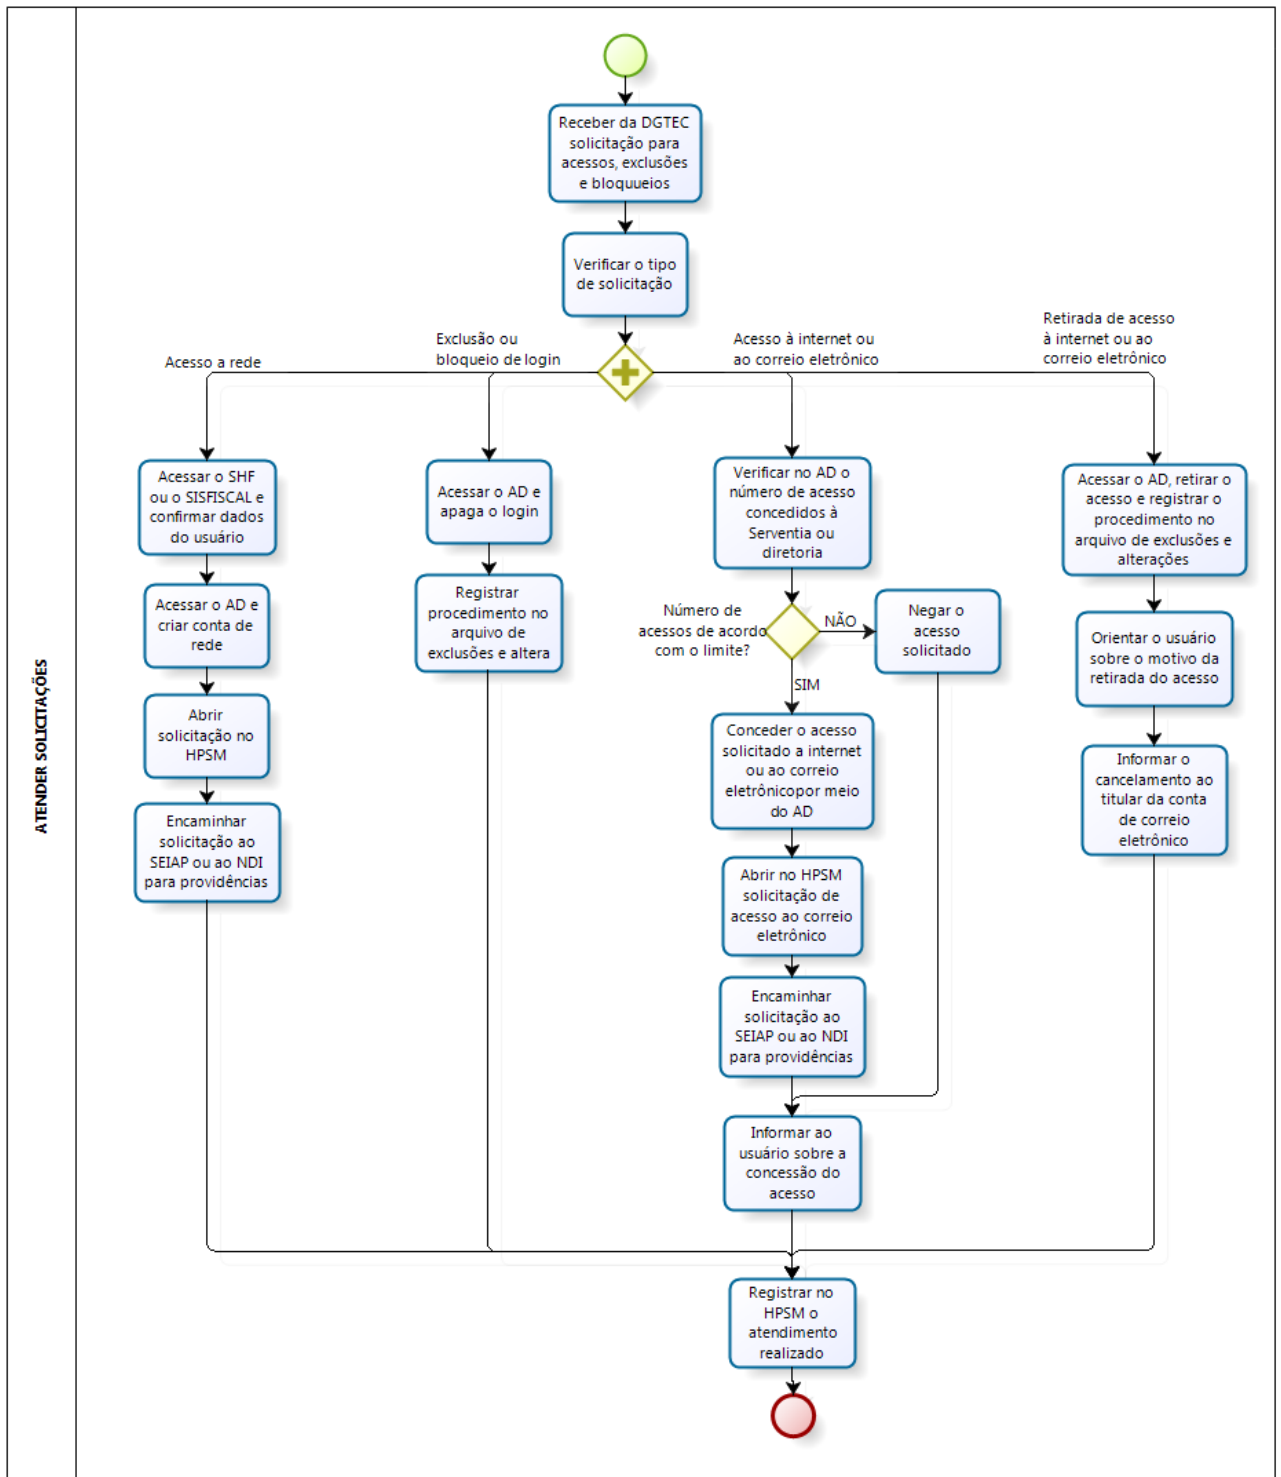 ATENDER SOLICITAÇÕES
Receber da DGTEC
solicitação para
acessos, exclusões
e bloquueios
Verificar o tipo
de solicitação
Acesso a rede
Exclusão ou
bloqueio de login
Acesso à internet ou
ao correio eletrônico
Retirada de acesso
à internet ou ao
correio eletrônico
Acessar o SHF
ou o SISFISCAL e
confirmar dados
do usuário
Acessar o AD e
criar conta de
rede
Abrir
solicitação no
HPSM
Encaminhar
solicitação ao
SEIAP ou ao NDI
para providências
Acessar o AD e
apaga o login
Registrar
procedimento no
arquivo de
exclusões e altera
Verificar no AD o
número de acesso
concedidos à
Serventia ou
diretoria
Número de
acessos de acordo
com o limite?
NÃO
Negar o
acesso
solicitado
SIM
Conceder o acesso
solicitado a internet
ou ao correio
eletrônicopor meio
do AD
Abrir no HPSM
solicitação de
acesso ao correio
eletrônico
Encaminhar
solicitação ao
SEIAP ou ao NDI
para providências
Informar ao
usuário sobre a
concessão do
acesso
Acessar o AD, retirar o
acesso e registrar o
procedimento no
arquivo de exclusões e
alterações
Orientar o usuário
sobre o motivo da
retirada do acesso
Informar o
cancelamento ao
titular da conta
de correio
eletrônico
Registrar no
HPSM o
atendimento
realizado